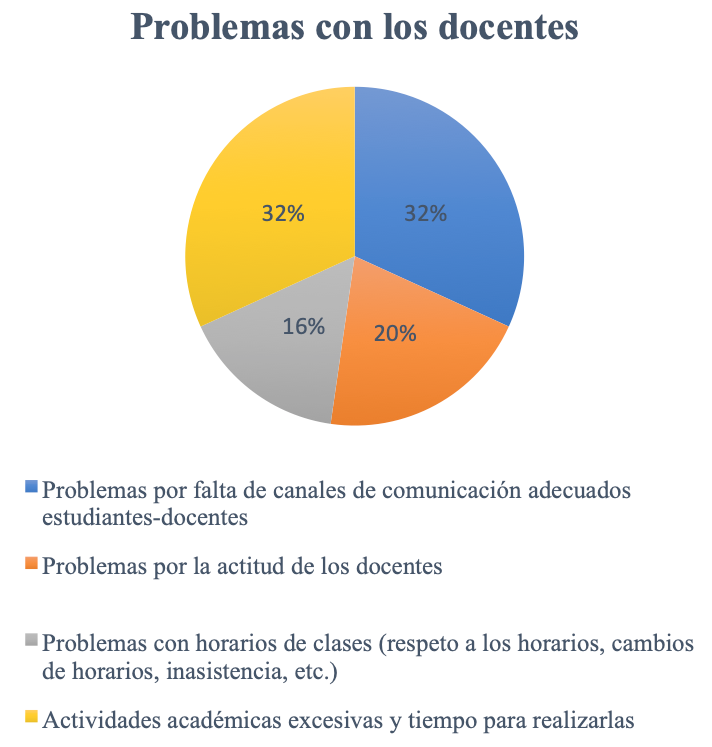 Problemas con los docentes
32%
32%
16%
20%
Problemas por falta de canales de comunicación adecuados
estudiantes-docentes
Problemas por la actitud de los docentes
Problemas con horarios de clases (respeto a los horarios, cambios
de horarios, inasistencia, etc.)
Actividades académicas excesivas y tiempo para realizarlas